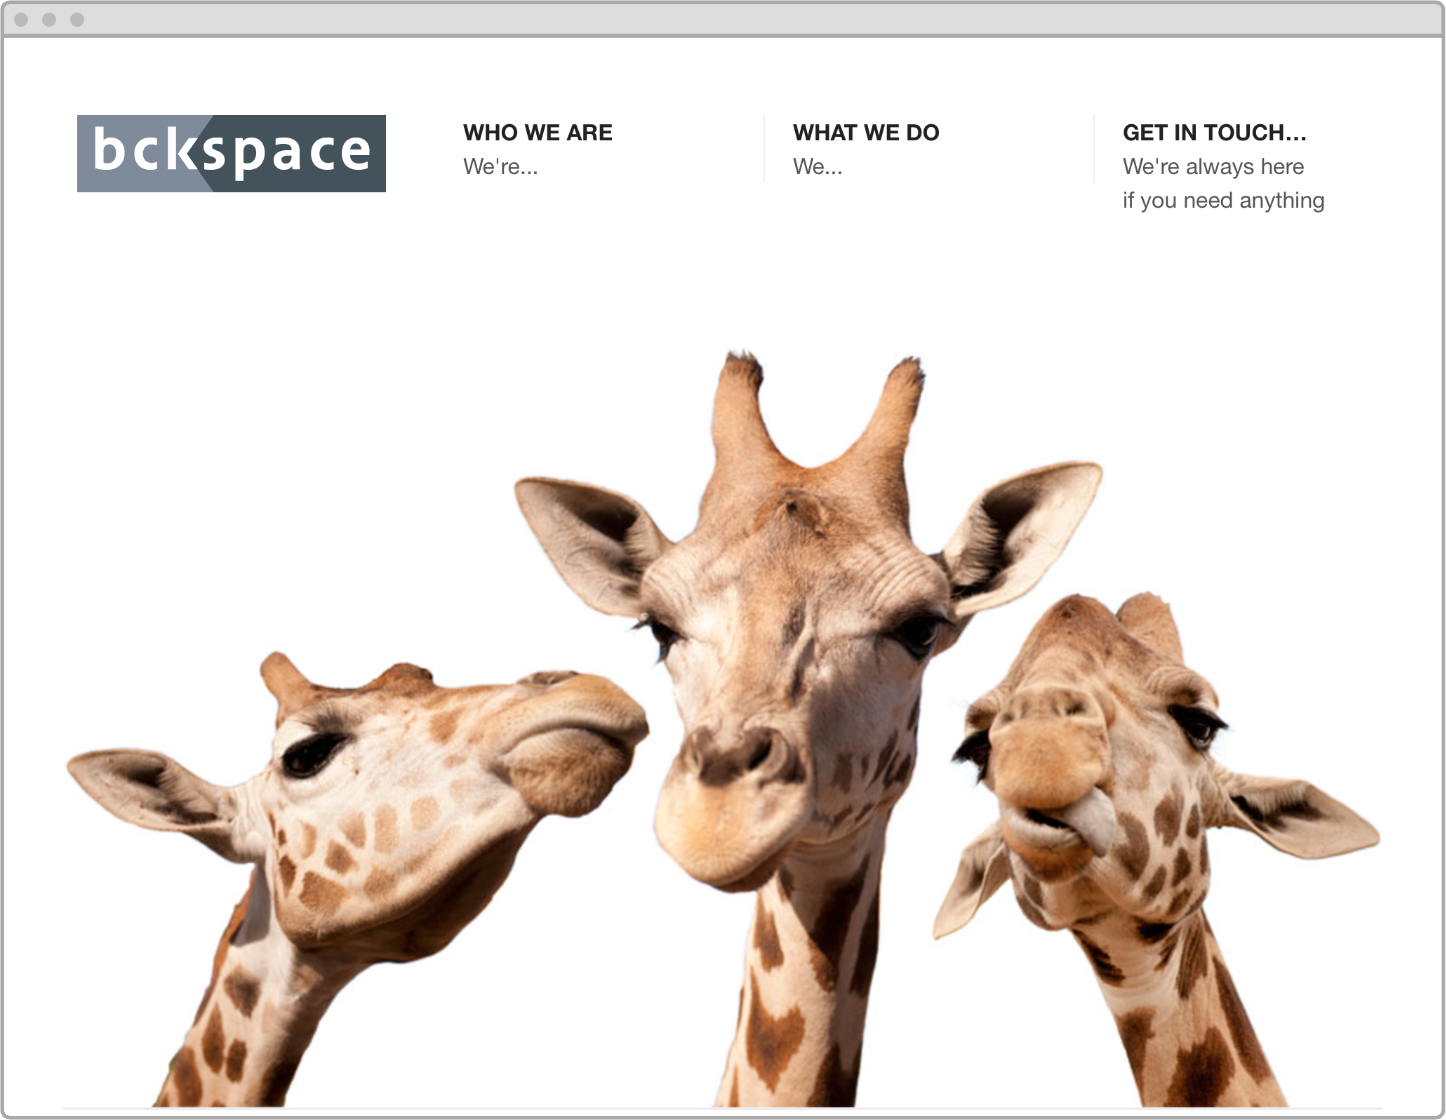 bckspace
WHO WE ARE
We're...
WHAT WE DO
We...
GET IN TOUCH...
We're always here
if you need anything